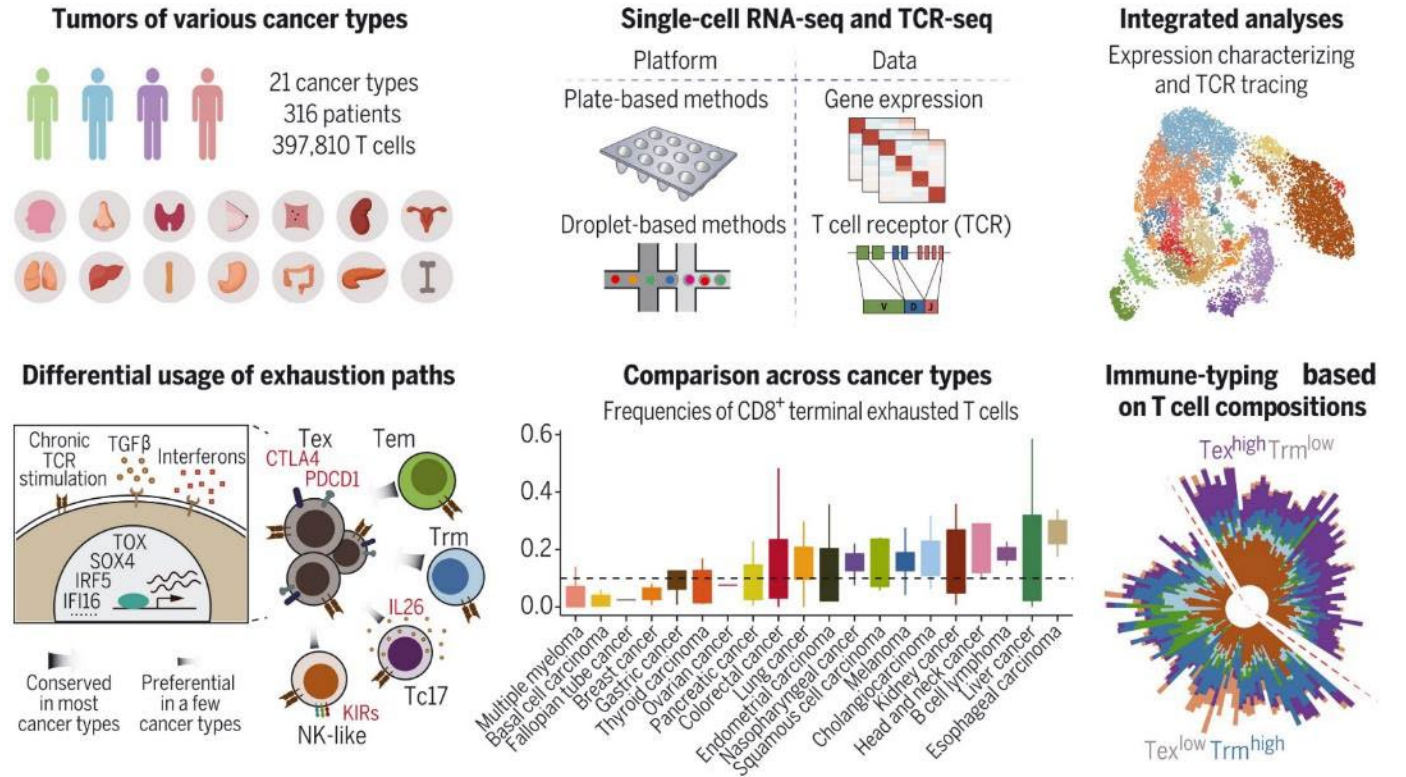 Tumors of various cancer types
21 cancer types
316 patients
397,810 T cells
Single-cell RNA-seq and TCR-seq
Platform
Data
Plate-based methods
Gene expression
Droplet-based methods
T cell receptor (TCR)
V D J
Integrated analyses
Expression characterizing
and TCR tracing
Differential usage of exhaustion paths
Chronic
TCR
stimulation
TGFβ
Interferons
TOX
SOX4
IRF5
IFI16
......
Conserved
in most
cancer types
Preferential
in a few
cancer types
Tex
CTLA4
PDCD1
Tem
Trm
IL26
Tc17
KIRs
NK-like
Comparison across cancer types
Frequencies of CD8⁺ terminal exhausted T cells
0.6
0.4
0.2
0.0
Multiple myeloma
Basal cell carcinoma
Fallopian tube cancer
Breast cancer
Gastric cancer
Thyroid carcinoma
Ovarian cancer
Pancreatic cancer
Colorectal cancer
Lung cancer
Endometrial carcinoma
Nasopharyngeal cancer
Squamous cell carcinoma
Melanoma
Cholangiocarcinoma
Kidney cancer
Head and neck cancer
B cell lymphoma
Liver cancer
Esophageal carcinoma
Immune-typing based
on T cell compositions
Texhigh Trmlow
Texlow Trmhigh